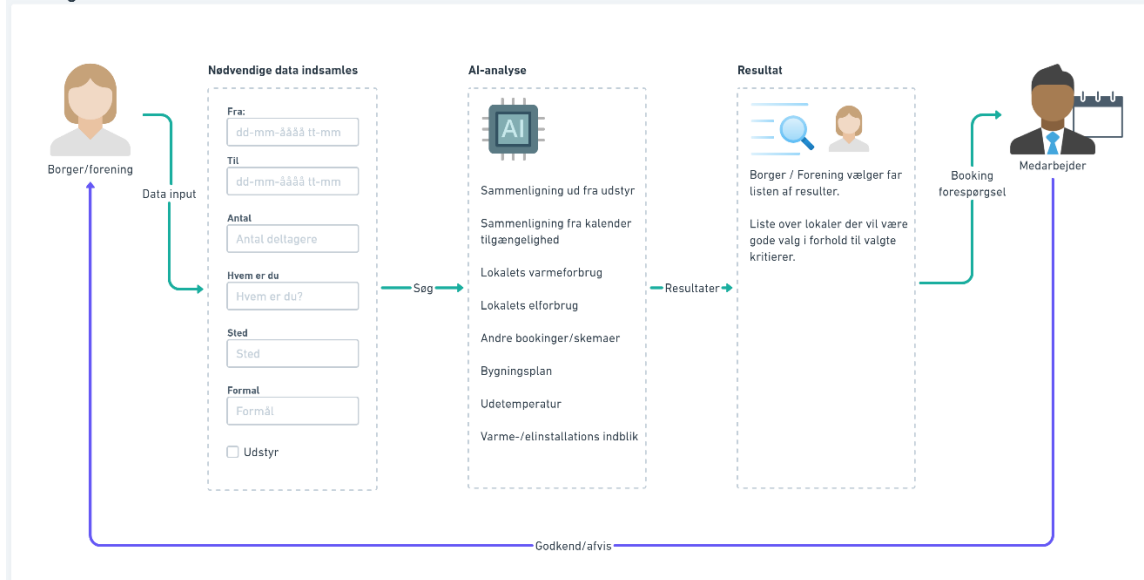 Nødvendige data indsamles
AI-analyse
Resultat
Borger/forening
Data input
Fra:
dd-mm-åååå tt-mm
Til
dd-mm-åååå tt-mm
Antal
Antal deltagere
Hvem er du
Hvem er du?
Sted
Sted
Formal
Formål
Udstyr
Søg
AI
Sammenligning ud fra udstyr
Sammenligning fra kalender
tilgængelighed
Lokalets varmeforbrug
Lokalets elforbrug
Andre bookinger/skemaer
Bygningsplan
Udetemperatur
Varme-/elinstallations indblik
Resultater
Borger / Forening vælger far
listen af resulter.
Liste over lokaler der vil være
gode valg i forhold til valgte
kritierer.
Booking
forespørgsel
Medarbejder
Godkend/afvis